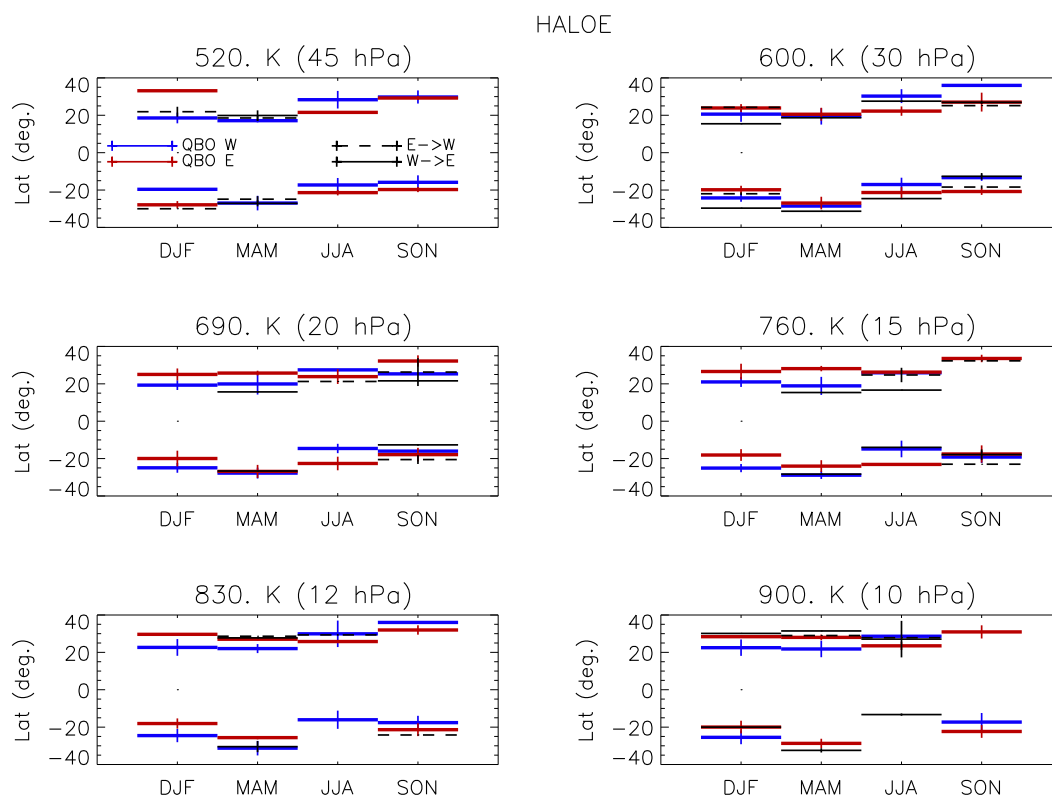 HALOE
520. K (45 hPa)
600. K (30 hPa)
Lat (deg.)
40
20
0
−20
−40
QBO W
QBO E
E->W
W->E
DJF MAM JJA SON
Lat (deg.)
40
20
0
−20
−40
DJF MAM JJA SON
690. K (20 hPa)
760. K (15 hPa)
Lat (deg.)
40
20
0
−20
−40
DJF MAM JJA SON
Lat (deg.)
40
20
0
−20
−40
DJF MAM JJA SON
830. K (12 hPa)
900. K (10 hPa)
Lat (deg.)
40
20
0
−20
−40
DJF MAM JJA SON
Lat (deg.)
40
20
0
−20
−40
DJF MAM JJA SON